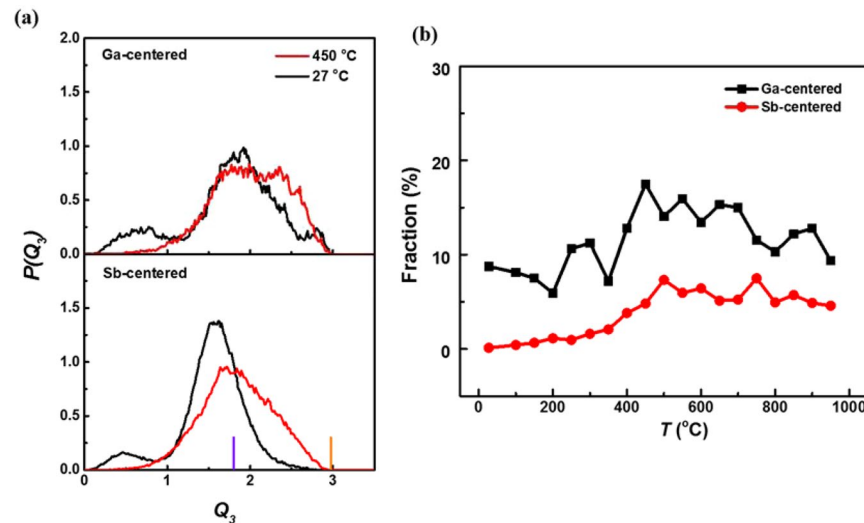 (a)
2.0
Ga-centered
450 °C
27 °C
1.5
1.0
0.5
0.0
Sb-centered
1.5
1.0
0.5
0.0
0 1 2 3
P(Q3)
Q3
(b)
30
20
10
0
Fraction (%)
Ga-centered
Sb-centered
0 200 400 600 800 1000
T (°C)